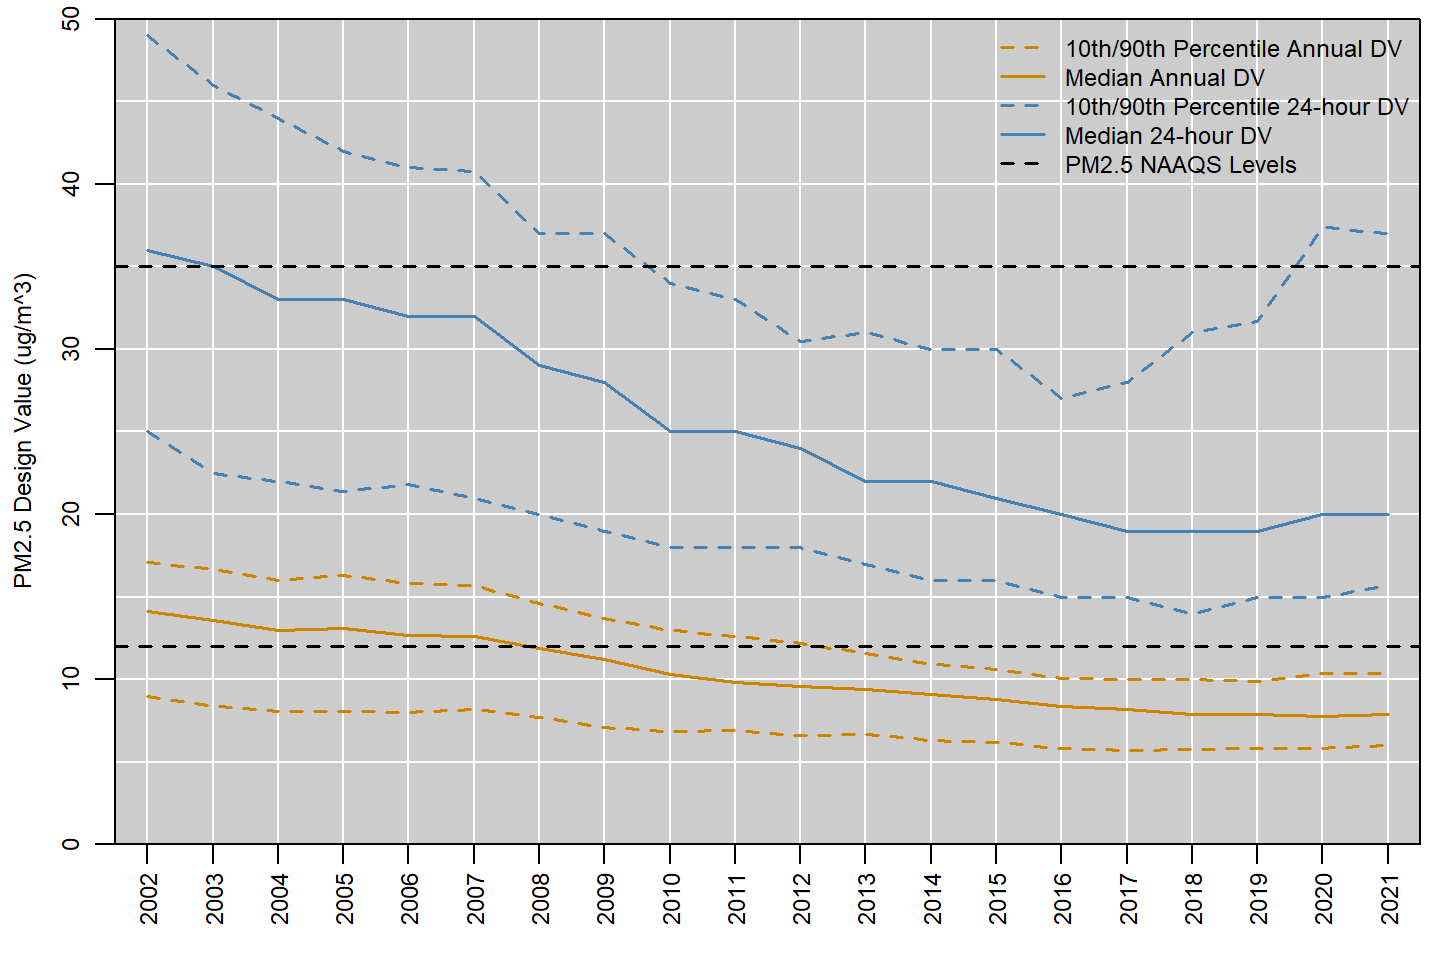 10th/90th Percentile Annual DV
Median Annual DV
10th/90th Percentile 24-hour DV
Median 24-hour DV
PM2.5 NAAQS Levels
PM2.5 Design Value (ug/m^3)
50
40
30
20
10
0
2002 2003 2004 2005 2006 2007 2008 2009 2010 2011 2012 2013 2014 2015 2016 2017 2018 2019 2020 2021